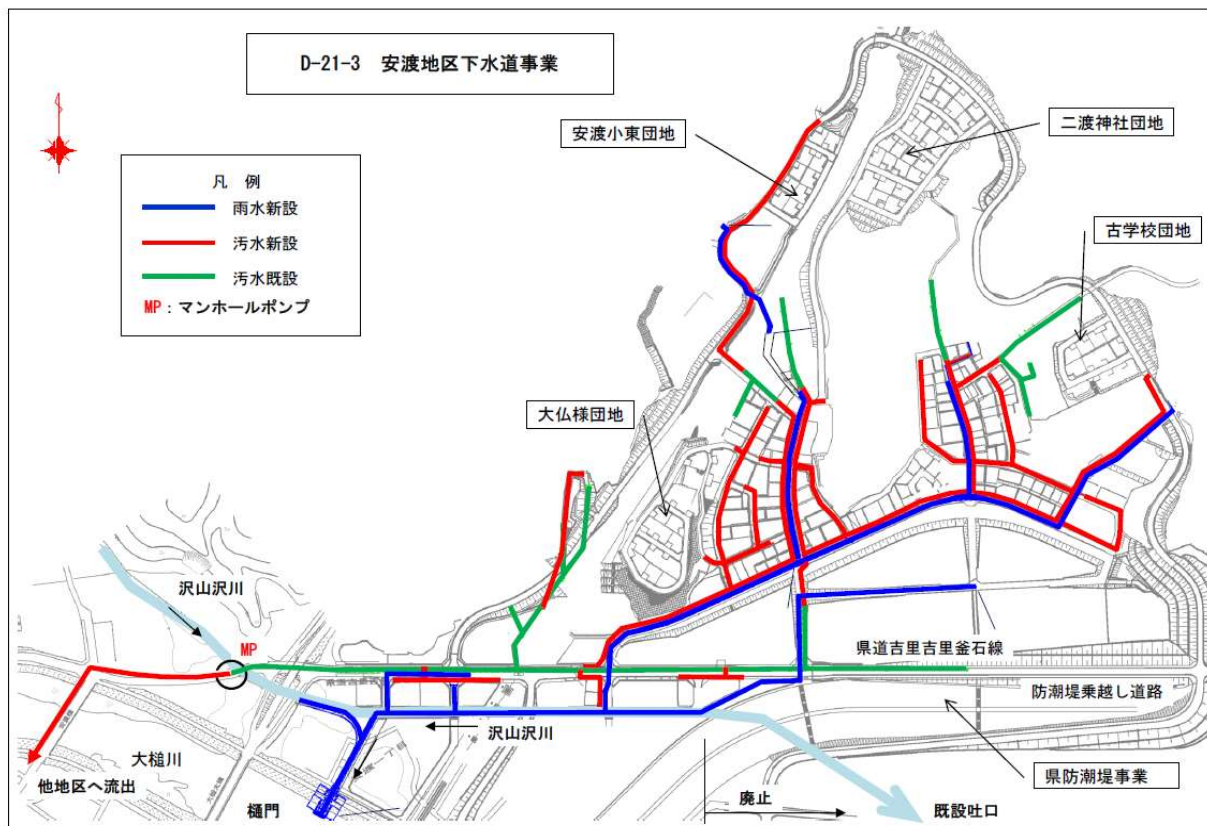 D-21-3 安渡地区下水道事業
凡 例
雨水新設
汚水新設
汚水既設
MP：マンホールポンプ
安渡小東団地
二渡神社団地
古学校団地
大仏様団地
沢山沢川
MP
県道吉里吉里釜石線
防潮堤乗越し道路
沢山沢川
県防潮堤事業
大槌川
他地区へ流出
樋門
廃止
既設吐口